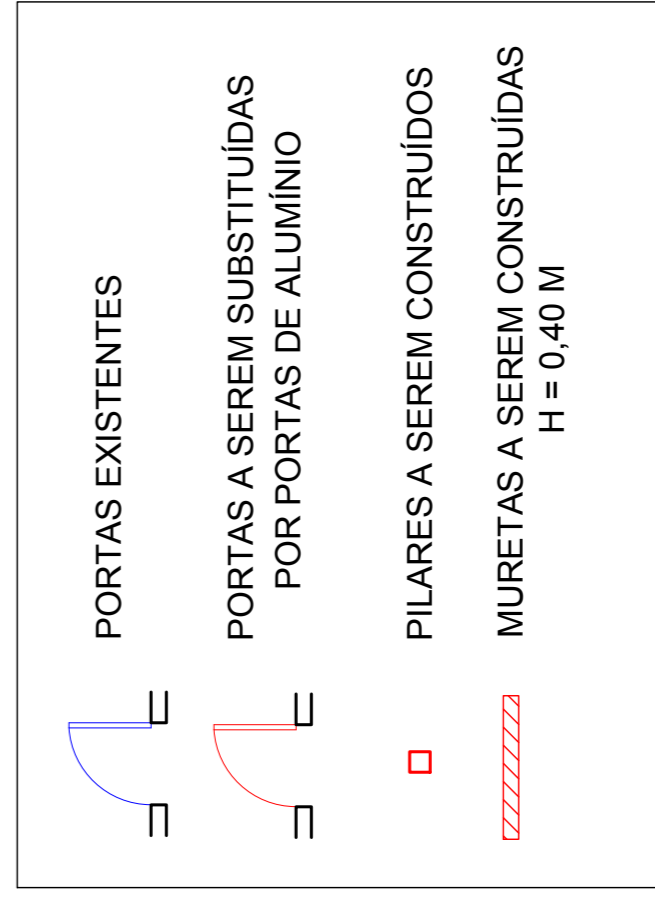 PORTAS EXISTENTES
PORTAS A SEREM SUBSTITUÍDAS
POR PORTAS DE ALUMÍNIO
PILARES A SEREM CONSTRUÍDOS
MURETAS A SEREM CONSTRUÍDAS
H = 0,40 M